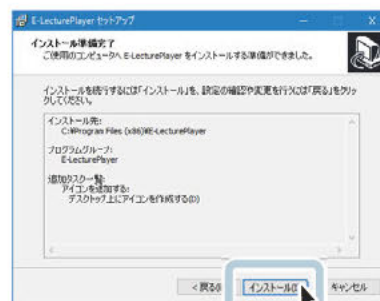 E-LecturePlayer セットアップ
インストール準備完了
ご使用のコンピュータへ E-LecturePlayer をインストールする準備ができました。
インストールを続行するには「インストール」を、設定の確認や変更を行うには「戻る」をクリッ
クしてください。
インストール先:
C:¥Program Files (x86)¥E-LecturePlayer
プログラムグループ:
E-LecturePlayer
追加タスク一覧:
アイコンを追加する:
デスクトップ上にアイコンを作成する(D)
< 戻る(
インストール(
キャンセル